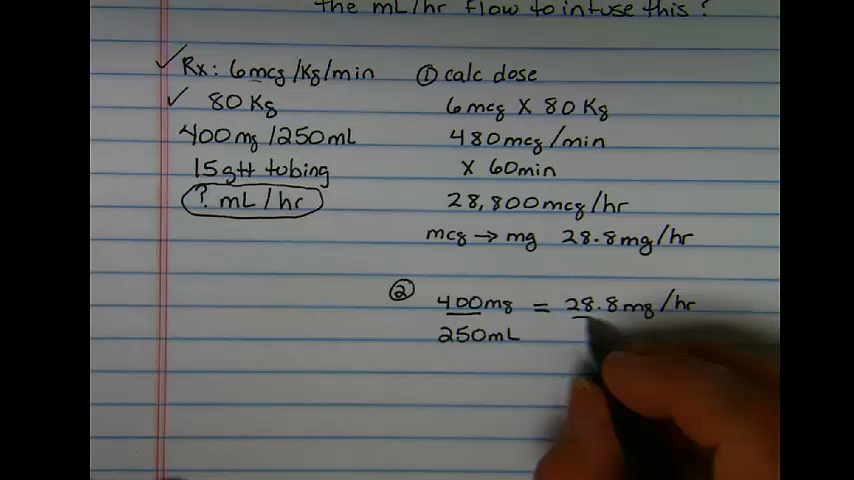 the mL/hr flow to infuse this?
Rx: 6mcg/Kg/min
80 Kg
400mg/250mL
15gtt tubing
? mL/hr
① calc dose
6mcg X 80 Kg
480mcg/min
X 60min
28,800mcg/hr
mcg → mg 28.8mg/hr
② 400mg = 28.8mg/hr
250mL